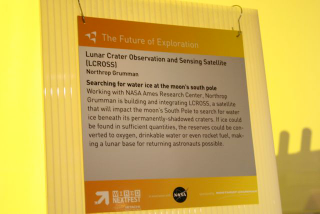 The Future of Exploration
Lunar Crater Observation and Sensing Satellite
(LCROSS)
Northrop Grumman
Searching for water ice at the moon's south pole
Working with NASA Ames Research Center, Northrop
Grumman is building and integrating LCROSS, a satellite
that will impact the moon's South Pole to search for water
ice beneath its permanently-shadowed craters. If ice could
be found in sufficient quantities, the reserves could be con-
verted to oxygen, drinkable water or even rocket fuel, mak-
ing a lunar base for returning astronauts possible.
NEXTFEST
NASA